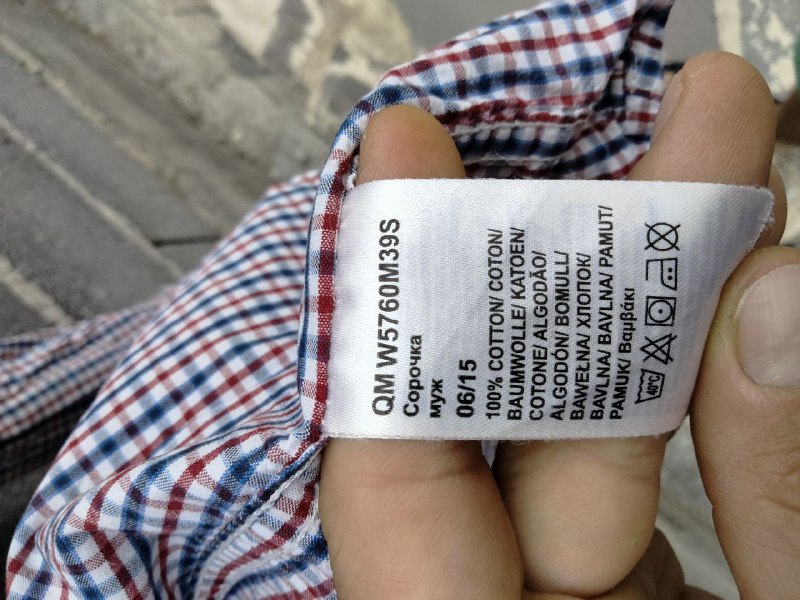 QM W5760M39S
Сорочка
муж
06/15
100% COTTON/ COTON/
BAUMWOLLE/ KATOEN/
COTONE/ ALGODÃO/
ALGODÓN/ BOMULL/
BAWEŁNA/ ХЛОПОК/
BAVLNA/ BAVLNA/ PAMUT/
PAMUK/ Βαμβάκι
40°C